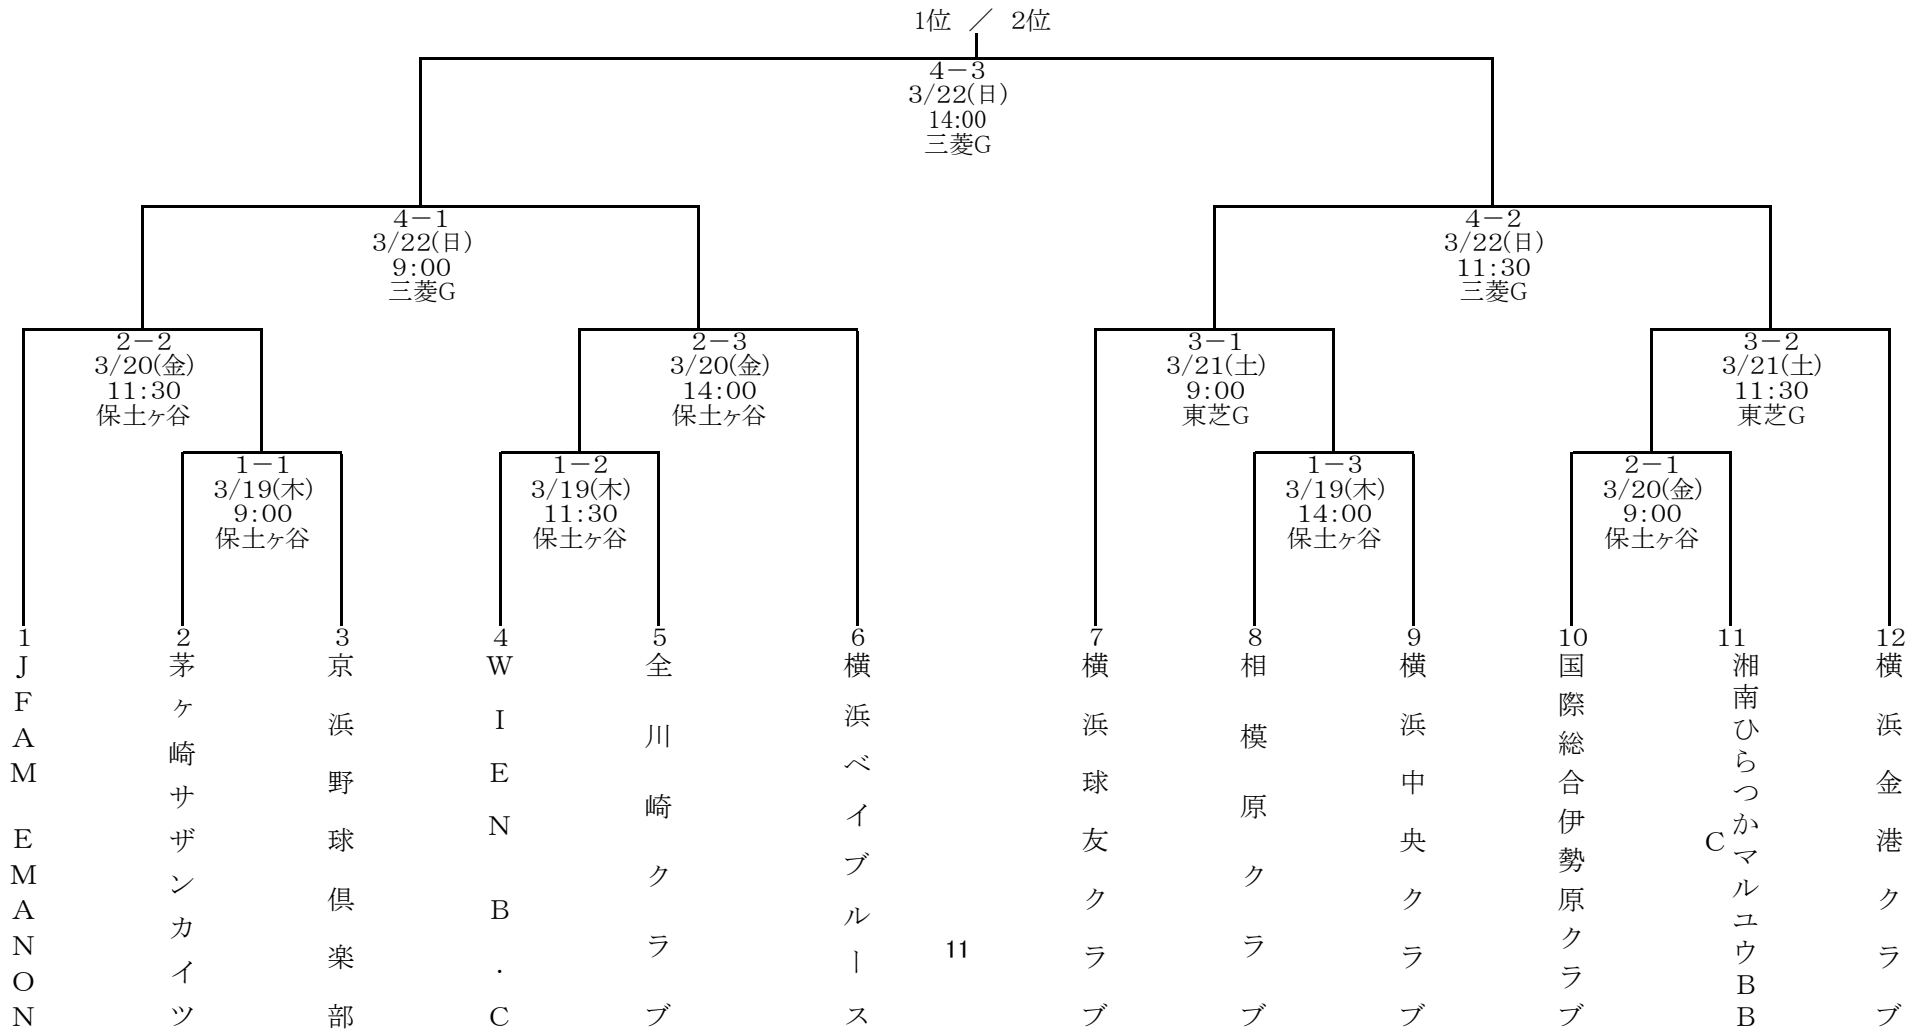 1位 ／ 2位
4－3
3/22(日)
14:00
三菱G
4－1
3/22(日)
9:00
三菱G
4－2
3/22(日)
11:30
三菱G
2－2
3/20(金)
11:30
保土ヶ谷
2－3
3/20(金)
14:00
保土ヶ谷
3－1
3/21(土)
9:00
東芝G
3－2
3/21(土)
11:30
東芝G
1－1
3/19(木)
9:00
保土ヶ谷
1－2
3/19(木)
11:30
保土ヶ谷
1－3
3/19(木)
14:00
保土ヶ谷
2－1
3/20(金)
9:00
保土ヶ谷
1
JFAM EMANON
2
茅ヶ崎サザンカイツ
3
京浜野球倶楽部
4
WIEN B.C
5
全川崎クラブ
6
横浜ベイブルース
7
横浜球友クラブ
8
相模原クラブ
9
横浜中央クラブ
10
国際総合伊勢原クラブ
11
湘南ひらつかマルユウBB
C
12
横浜金港クラブ
11